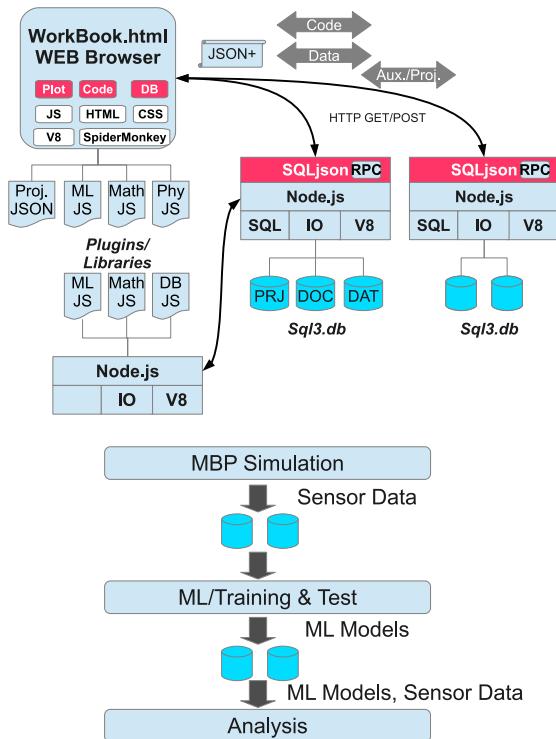 WorkBook.html
WEB Browser
Plot Code DB
JS HTML CSS
V8 SpiderMonkey
JSON+
Code
Data
Aux./Proj.
HTTP GET/POST
Proj. JSON
ML JS
Math JS
Phy JS
Plugins/
Libraries
ML JS
Math JS
DB JS
Node.js
IO V8
SQLjson RPC
Node.js
SQL IO V8
PRJ DOC DAT
Sql3.db
SQLjson RPC
Node.js
SQL IO V8
Sql3.db
MBP Simulation
Sensor Data
ML/Training & Test
ML Models
ML Models, Sensor Data
Analysis